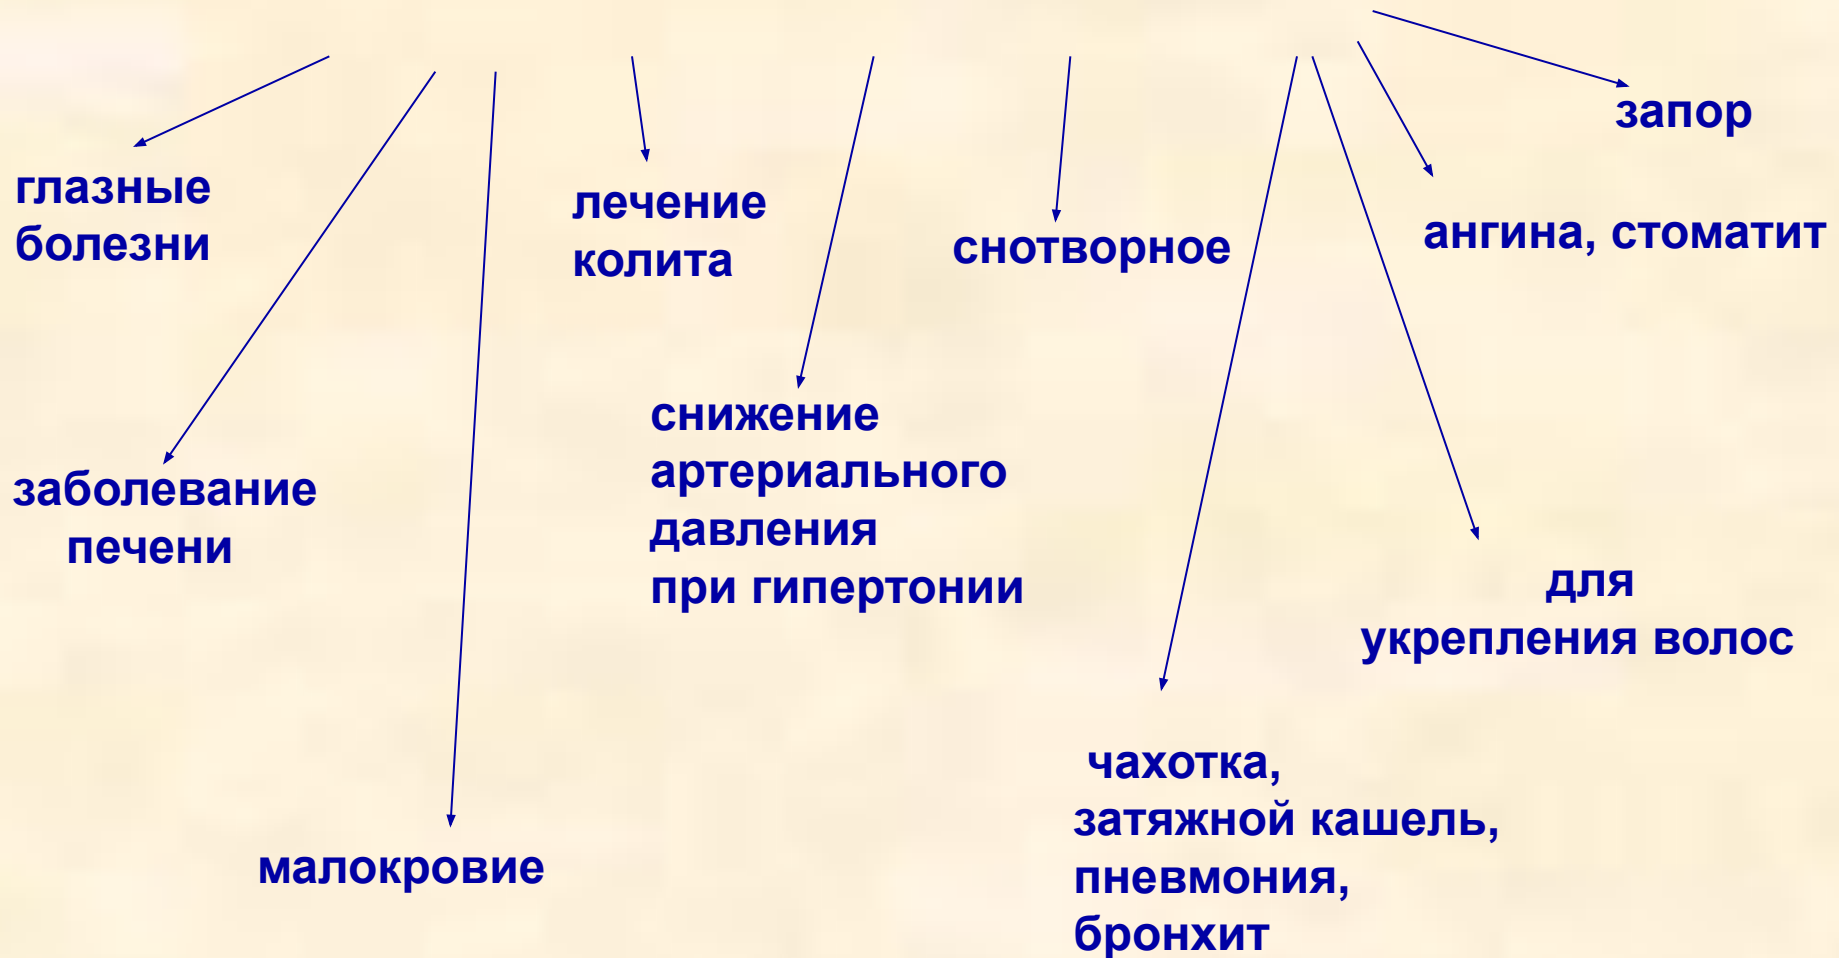 запор
глазные
болезни
лечение
колита
снотворное
ангина, стоматит
снижение
артериального
давления
при гипертонии
заболевание
печени
для
укрепления волос
чахотка,
затяжной кашель,
пневмония,
бронхит
малокровие